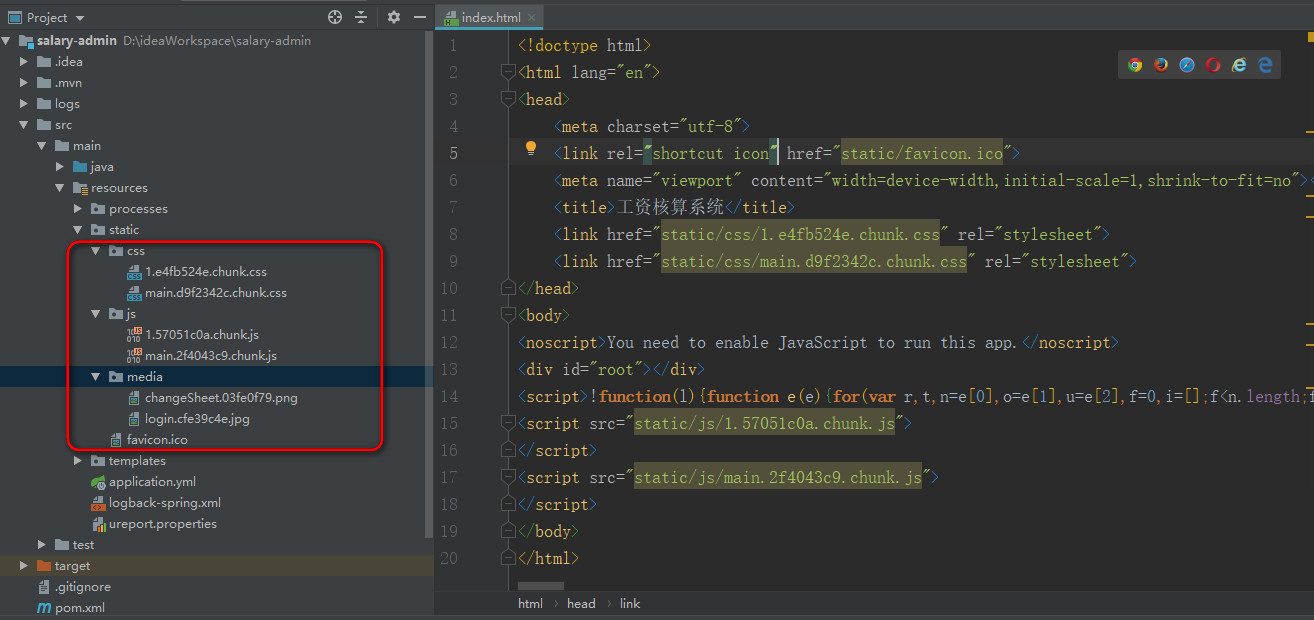 Project
salary-admin D:\ideaWorkspace\salary-admin
.idea
.mvn
logs
src
main
java
resources
processes
static
css
1.e4fb524e.chunk.css
main.d9f2342c.chunk.css
js
1.57051c0a.chunk.js
main.2f4043c9.chunk.js
media
changeSheet.03fe0f79.png
login.cfe39c4e.jpg
favicon.ico
templates
application.yml
logback-spring.xml
ureport.properties
test
target
.gitignore
pom.xml
index.html
1 <!doctype html>
2 <html lang="en">
3 <head>
4 <meta charset="utf-8">
5 <link rel="shortcut icon" href="static/favicon.ico">
6 <meta name="viewport" content="width=device-width,initial-scale=1,shrink-to-fit=no"><
7 <title>工资核算系统</title>
8 <link href="static/css/1.e4fb524e.chunk.css" rel="stylesheet">
9 <link href="static/css/main.d9f2342c.chunk.css" rel="stylesheet">
10 </head>
11 <body>
12 <noscript>You need to enable JavaScript to run this app.</noscript>
13 <div id="root"></div>
14 <script>!function(l){function e(e){for(var r,t,n=e[0],o=e[1],u=e[2],f=0,i=[];f<n.length;f
15 <script src="static/js/1.57051c0a.chunk.js">
16 </script>
17 <script src="static/js/main.2f4043c9.chunk.js">
18 </script>
19 </body>
20 </html>
html › head › link